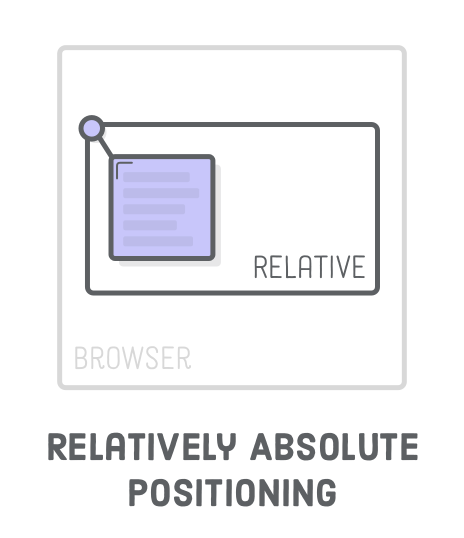 RELATIVE
BROWSER
RELATIVELY ABSOLUTE
POSITIONING